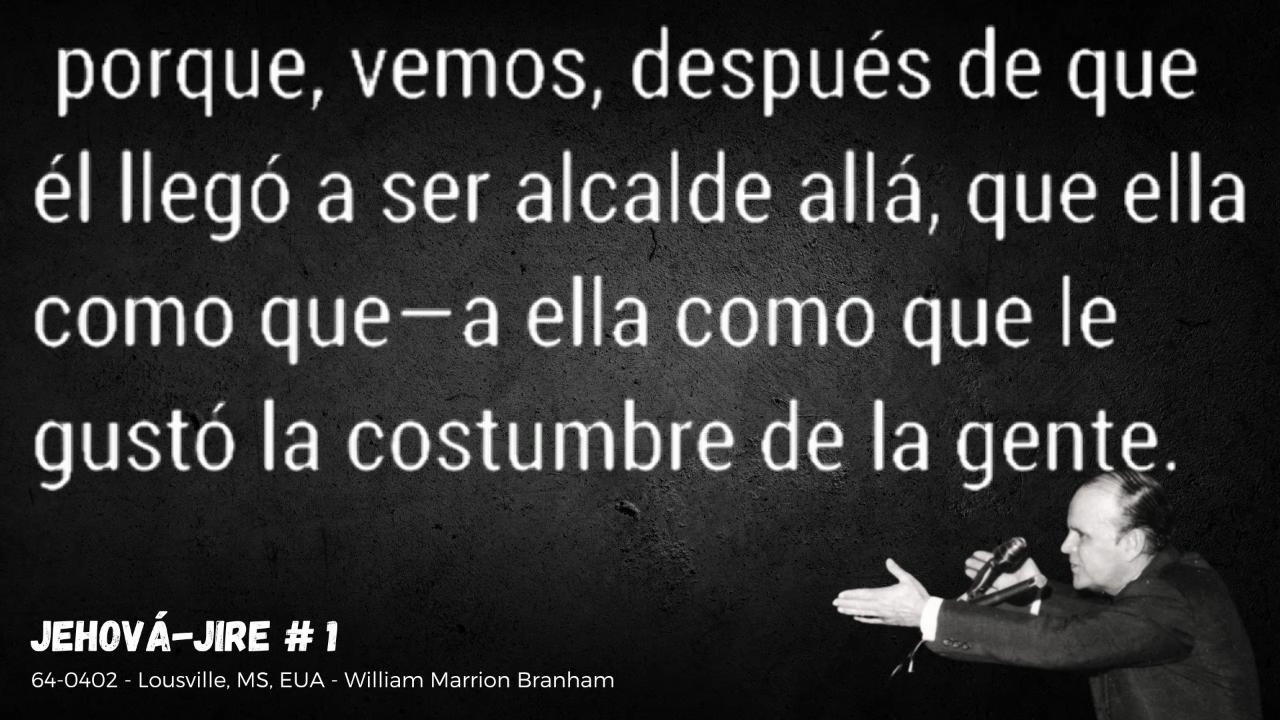 porque, vemos, después de que
él llegó a ser alcalde allá, que ella
como que—a ella como que le
gustó la costumbre de la gente.
JEHOVÁ-JIRE # 1
64-0402 - Lousville, MS, EUA - William Marrion Branham